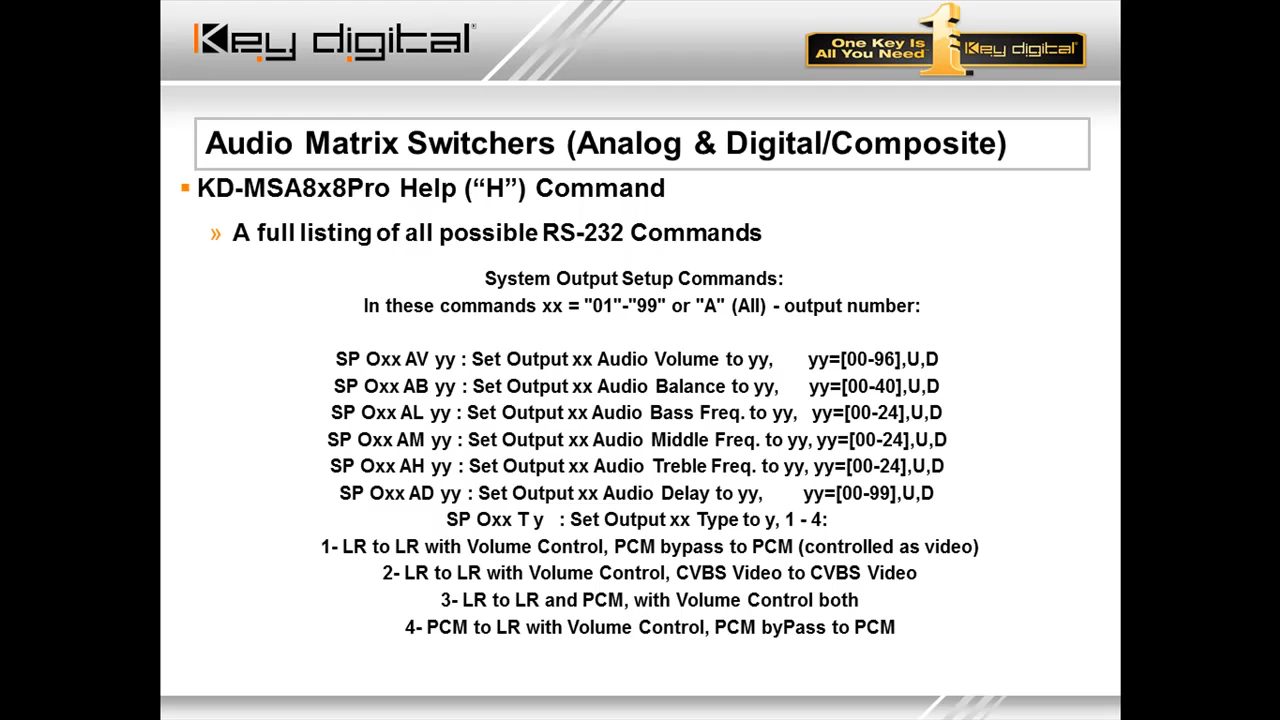 Key digital
One Key Is
All You Need
1
Key digital
Audio Matrix Switchers (Analog & Digital/Composite)
KD-MSA8x8Pro Help (“H”) Command
» A full listing of all possible RS-232 Commands
System Output Setup Commands:
In these commands xx = "01"-"99" or "A" (All) - output number:
SP Oxx AV yy : Set Output xx Audio Volume to yy, yy=[00-96],U,D
SP Oxx AB yy : Set Output xx Audio Balance to yy, yy=[00-40],U,D
SP Oxx AL yy : Set Output xx Audio Bass Freq. to yy, yy=[00-24],U,D
SP Oxx AM yy : Set Output xx Audio Middle Freq. to yy, yy=[00-24],U,D
SP Oxx AH yy : Set Output xx Audio Treble Freq. to yy, yy=[00-24],U,D
SP Oxx AD yy : Set Output xx Audio Delay to yy, yy=[00-99],U,D
SP Oxx T y : Set Output xx Type to y, 1 - 4:
1- LR to LR with Volume Control, PCM bypass to PCM (controlled as video)
2- LR to LR with Volume Control, CVBS Video to CVBS Video
3- LR to LR and PCM, with Volume Control both
4- PCM to LR with Volume Control, PCM byPass to PCM